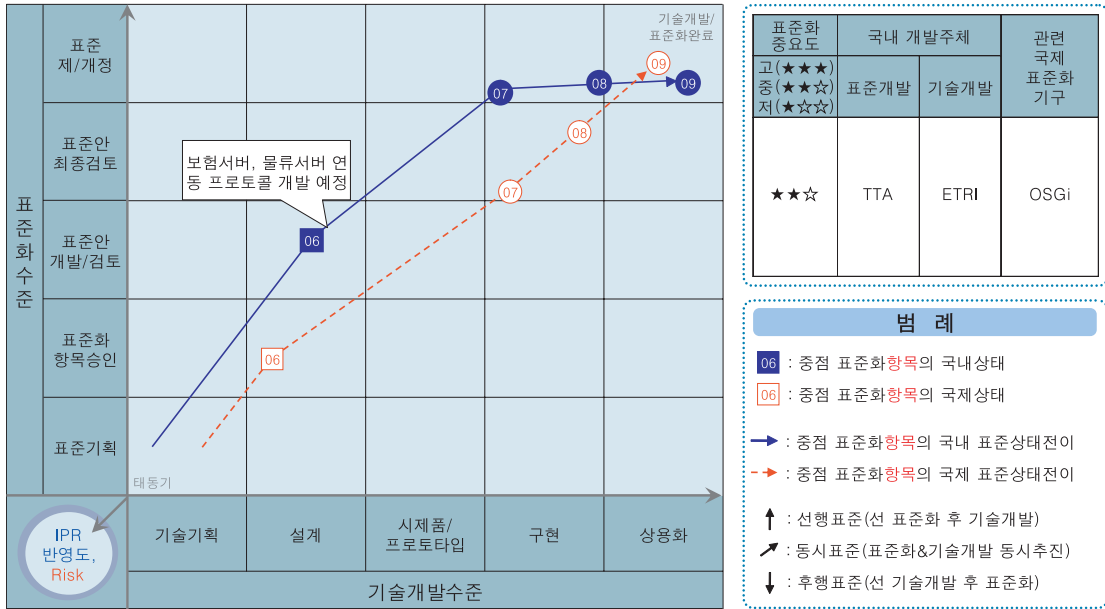 표준화수준
표준
제/개정
표준안
최종검토
표준안
개발/검토
표준화
항목승인
표준기획
기술개발/
표준화완료
09
09
08
07
08
07
보험서버, 물류서버 연
동 프로토콜 개발 예정
06
06
태동기
IPR
반영도,
Risk
기술기획
설계
시제품/
프로토타입
구현
상용화
기술개발수준
표준화
중요도
국내 개발주체
관련
국제
표준화
기구
고(★★★)
중(★★☆)
저(★☆☆)
표준개발
기술개발
★★☆
TTA
ETRI
OSGi
범 례
06 : 중점 표준화항목의 국내상태
06 : 중점 표준화항목의 국제상태
: 중점 표준화항목의 국내 표준상태전이
: 중점 표준화항목의 국제 표준상태전이
: 선행표준(선 표준화 후 기술개발)
: 동시표준(표준화&기술개발 동시추진)
: 후행표준(선 기술개발 후 표준화)